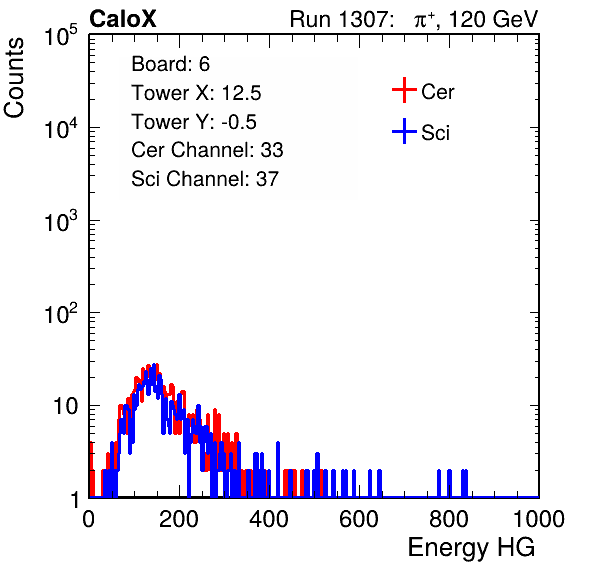 CaloX Run 1307: π⁺, 120 GeV
Counts
10⁵
10⁴
10³
10²
10
1
Board: 6
Tower X: 12.5
Tower Y: -0.5
Cer Channel: 33
Sci Channel: 37
Cer
Sci
0 200 400 600 800 1000
Energy HG